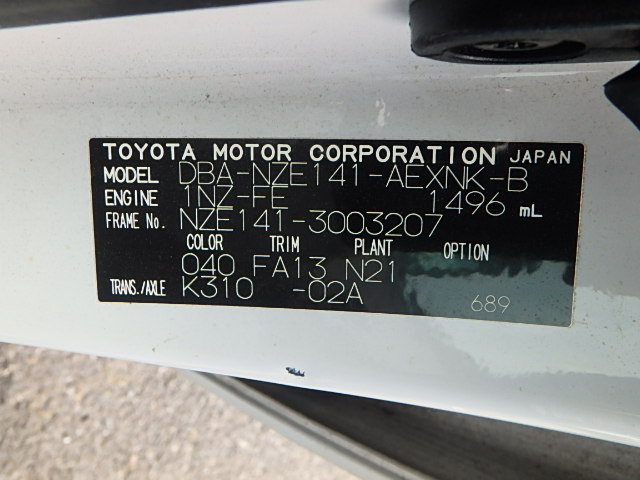 TOYOTA MOTOR CORPORATION JAPAN
MODEL DBA-NZE141-AEXNK-B
ENGINE 1NZ-FE 1496 mL
FRAME No. NZE141-3003207
COLOR TRIM PLANT OPTION
040 FA13 N21
TRANS./AXLE K310 -02A
689